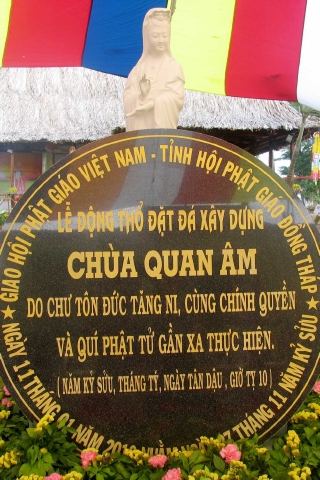 GIÁO HỘI PHẬT GIÁO VIỆT NAM - TỈNH HỘI PHẬT GIÁO ĐỒNG THÁP
LỄ ĐỘNG THỔ ĐẶT ĐÁ XÂY DỰNG
CHÙA QUAN ÂM
DO CHƯ TÔN ĐỨC TĂNG NI, CÙNG CHÍNH QUYỀN
VÀ QUÍ PHẬT TỬ GẦN XA THỰC HIỆN.
( NĂM KỶ SỬU, THÁNG TÝ, NGÀY TÂN DẬU , GIỜ TỴ 10 )
NGÀY 11 THÁNG NĂM THÁNG 11 NĂM KỶ SỬU